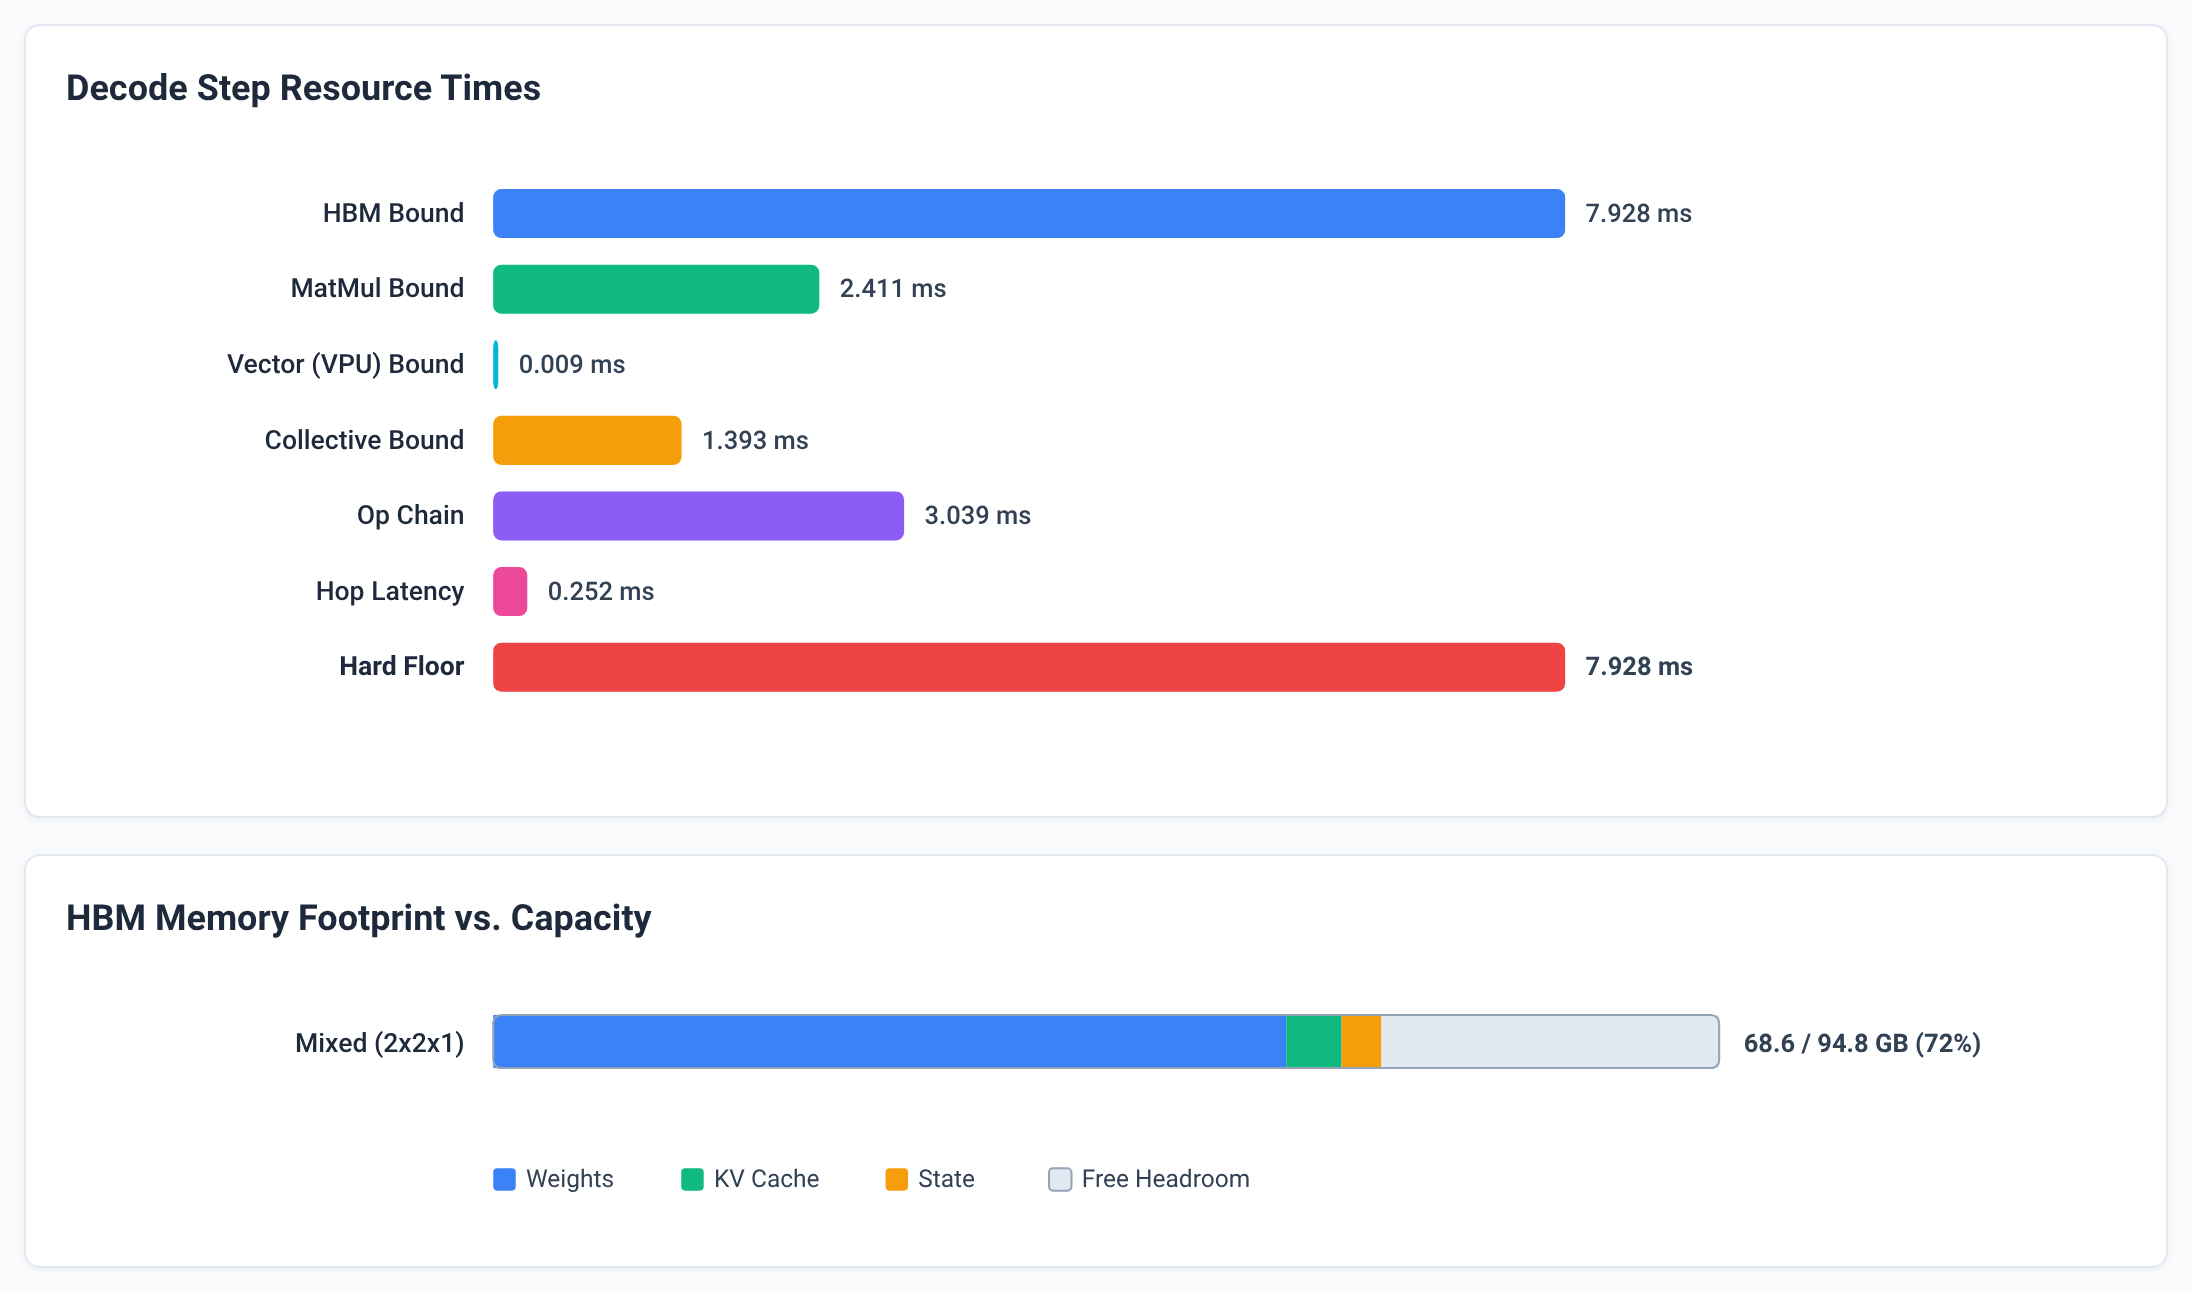 Decode Step Resource Times
HBM Bound 7.928 ms
MatMul Bound 2.411 ms
Vector (VPU) Bound 0.009 ms
Collective Bound 1.393 ms
Op Chain 3.039 ms
Hop Latency 0.252 ms
Hard Floor 7.928 ms
HBM Memory Footprint vs. Capacity
Mixed (2x2x1) 68.6 / 94.8 GB (72%)
Weights KV Cache State Free Headroom